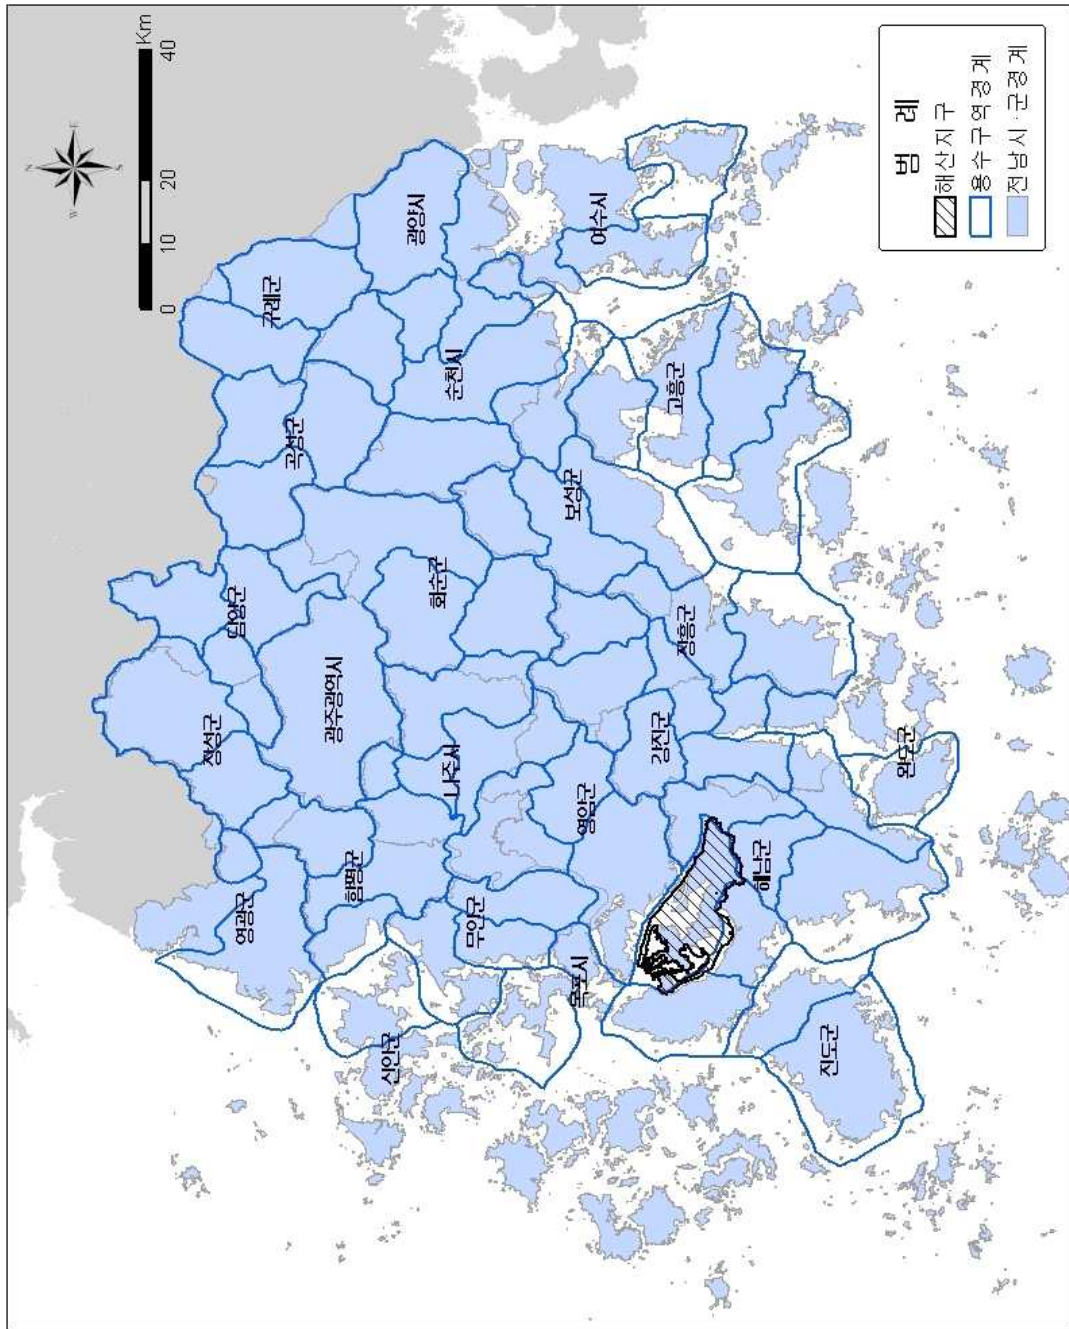 N
W
E
S
0
10
20
40
Km
구례군
광양시
곡성군
순천시
여수시
담양군
장성군
광주광역시
화순군
보성군
고흥군
영광군
함평군
나주시
장흥군
무안군
영암군
강진군
신안군
목포시
해남군
완도군
진도군
범 례
해산지구
용수구역경계
전남시·군경계